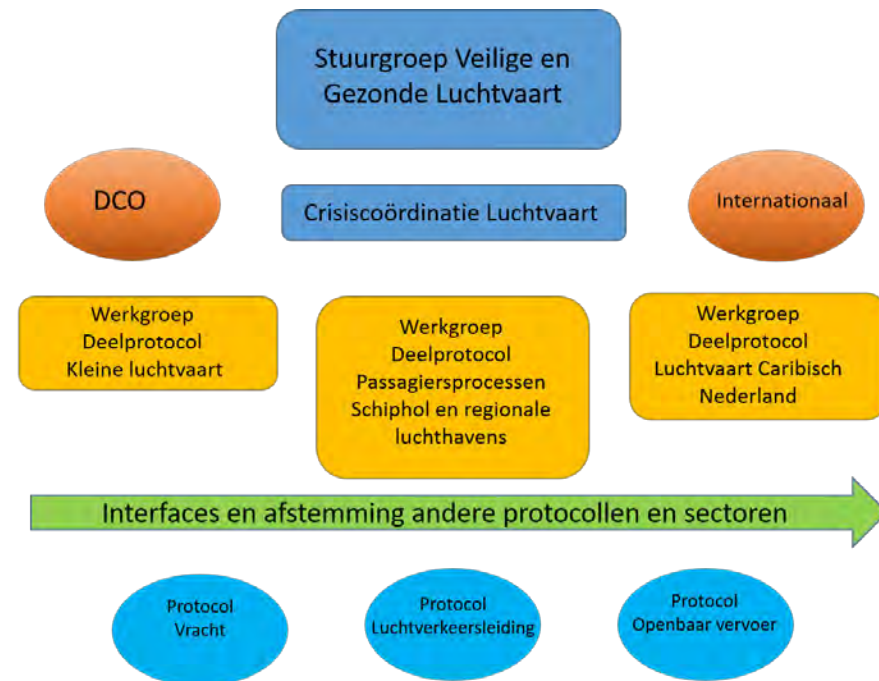 Stuurgroep Veilige en
Gezonde Luchtvaart
DCO
Crisiscoördinatie Luchtvaart
Internationaal
Werkgroep
Deelprotocol
Kleine luchtvaart
Werkgroep
Deelprotocol
Passagiersprocessen
Schiphol en regionale
luchthavens
Werkgroep
Deelprotocol
Luchtvaart Caribisch
Nederland
Interfaces en afstemming andere protocollen en sectoren
Protocol
Vracht
Protocol
Luchtverkeersleiding
Protocol
Openbaar vervoer